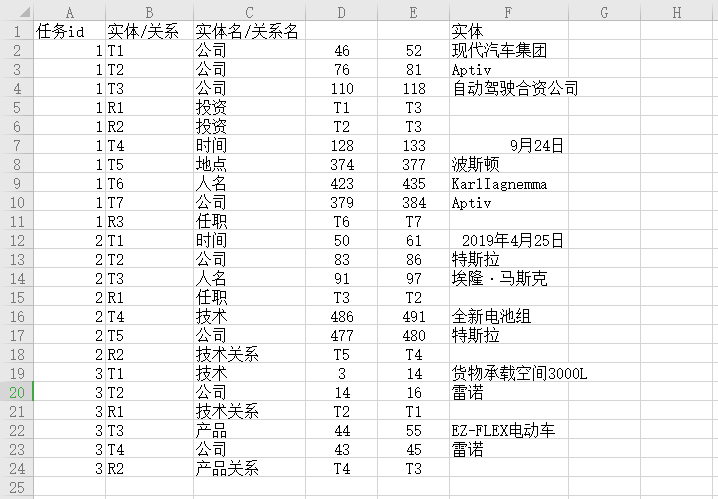 A B C D E F G H
1 任务id 实体/关系 实体名/关系名 实体
2 1 T1 公司 46 52 现代汽车集团
3 1 T2 公司 76 81 Aptiv
4 1 T3 公司 110 118 自动驾驶合资公司
5 1 R1 投资 T1 T3
6 1 R2 投资 T2 T3
7 1 T4 时间 128 133 9月24日
8 1 T5 地点 374 377 波斯顿
9 1 T6 人名 423 435 KarlIagnemma
10 1 T7 公司 379 384 Aptiv
11 1 R3 任职 T6 T7
12 2 T1 时间 50 61 2019年4月25日
13 2 T2 公司 83 86 特斯拉
14 2 T3 人名 91 97 埃隆·马斯克
15 2 R1 任职 T3 T2
16 2 T4 技术 486 491 全新电池组
17 2 T5 公司 477 480 特斯拉
18 2 R2 技术关系 T5 T4
19 3 T1 技术 3 14 货物承载空间3000L
20 3 T2 公司 14 16 雷诺
21 3 R1 技术关系 T2 T1
22 3 T3 产品 44 55 EZ-FLEX电动车
23 3 T4 公司 43 45 雷诺
24 3 R2 产品关系 T4 T3
25